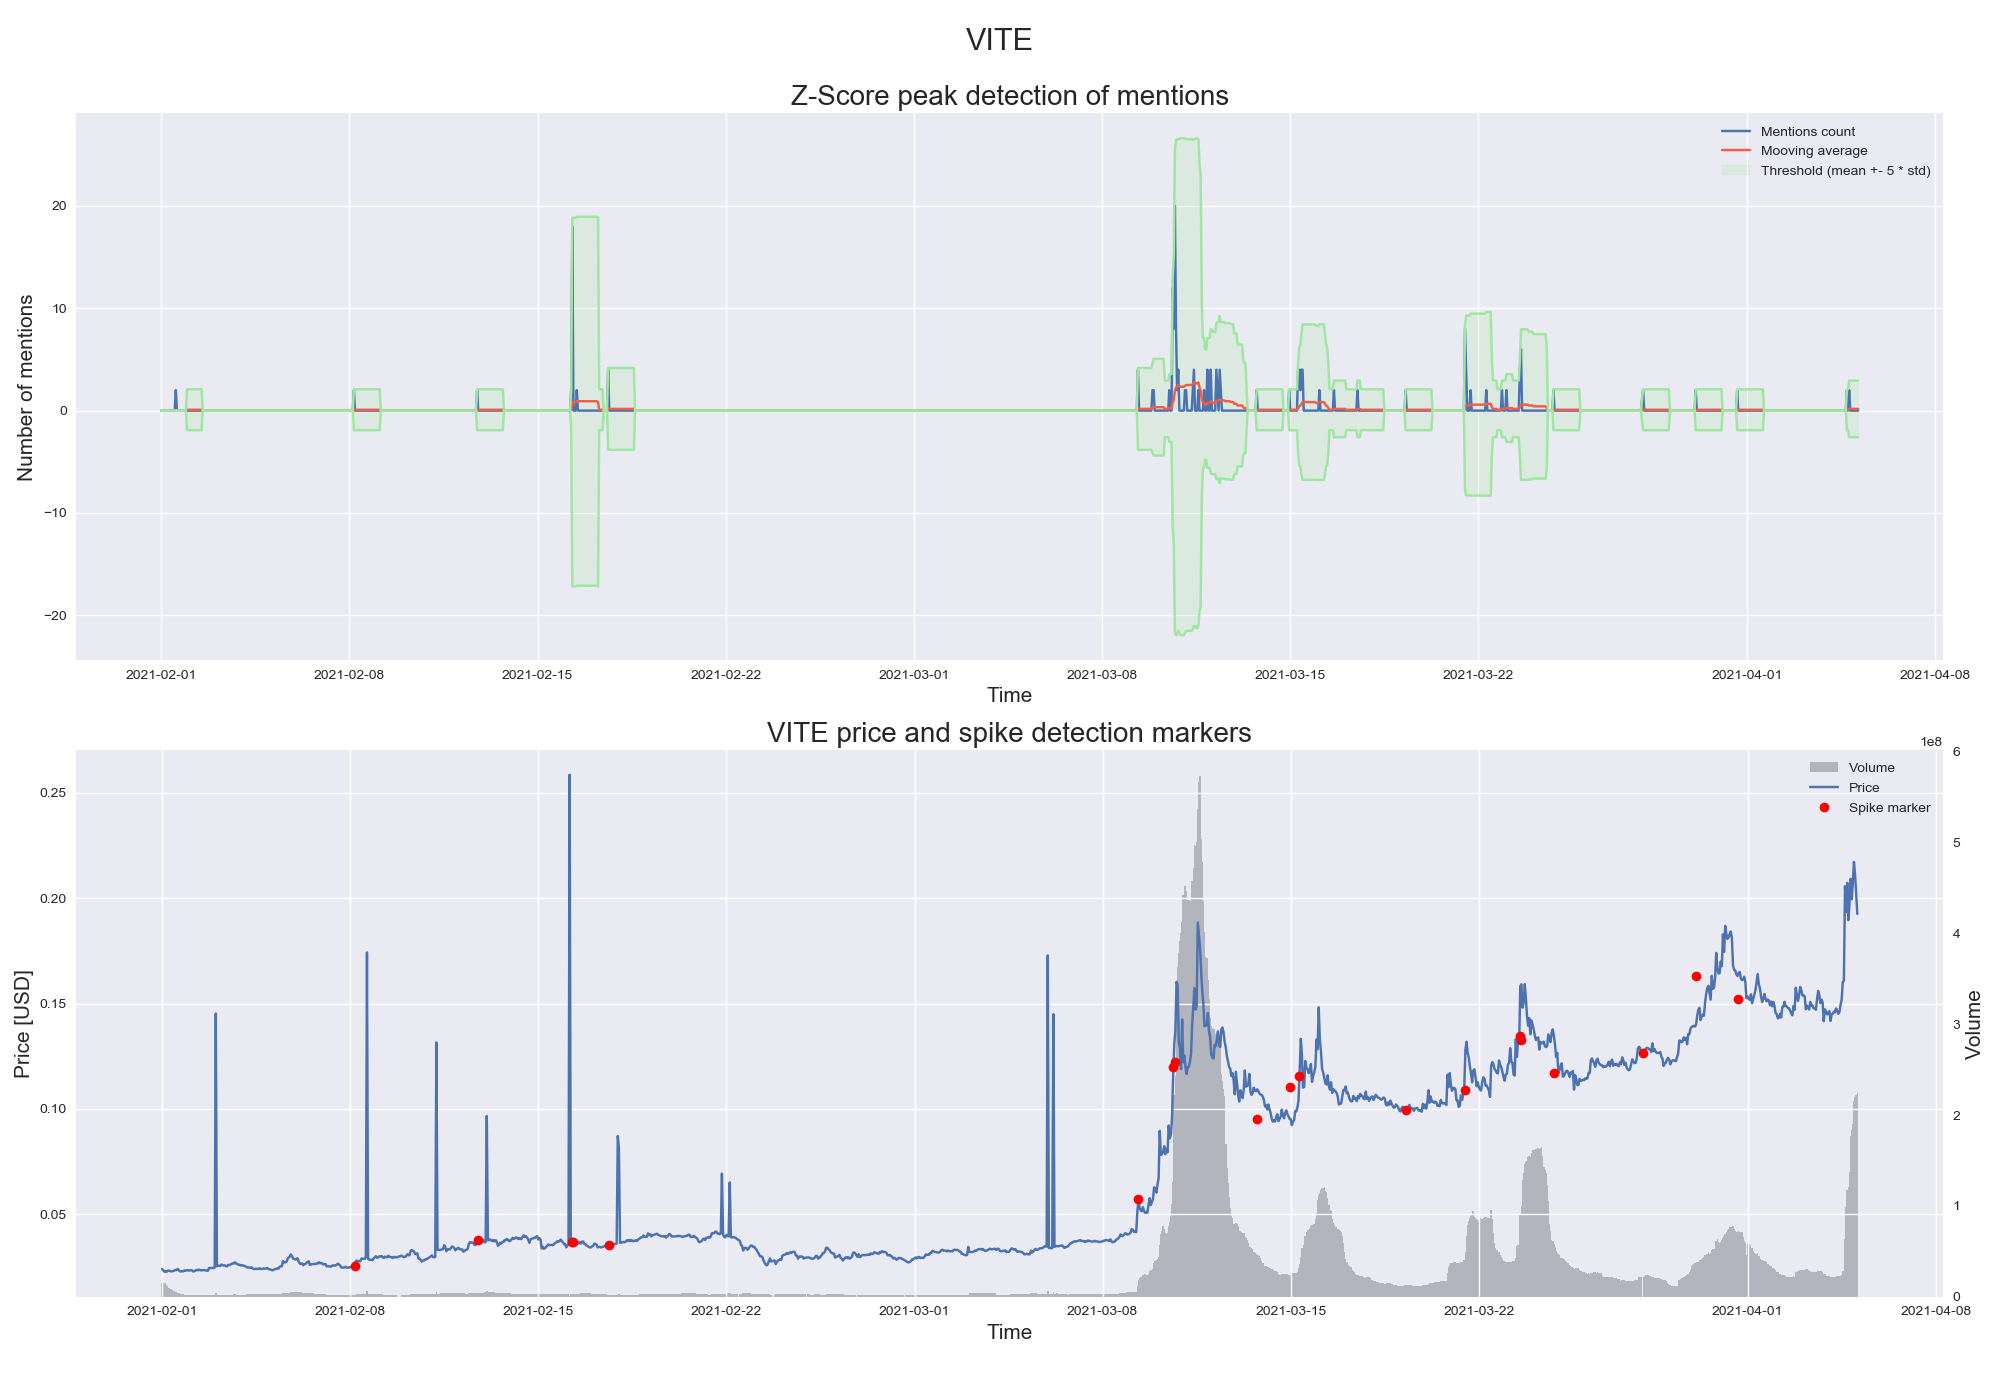 VITE
Z-Score peak detection of mentions
Mentions count
Mooving average
Threshold (mean +- 5 * std)
Number of mentions
20
10
0
−10
−20
2021-02-01 2021-02-08 2021-02-15 2021-02-22 2021-03-01 2021-03-08 2021-03-15 2021-03-22 2021-04-01 2021-04-08
Time
VITE price and spike detection markers
1e8
Volume
Price
Spike marker
Price [USD]
0.25
0.20
0.15
0.10
0.05
6
5
4
3
2
1
0
Volume
2021-02-01 2021-02-08 2021-02-15 2021-02-22 2021-03-01 2021-03-08 2021-03-15 2021-03-22 2021-04-01 2021-04-08
Time